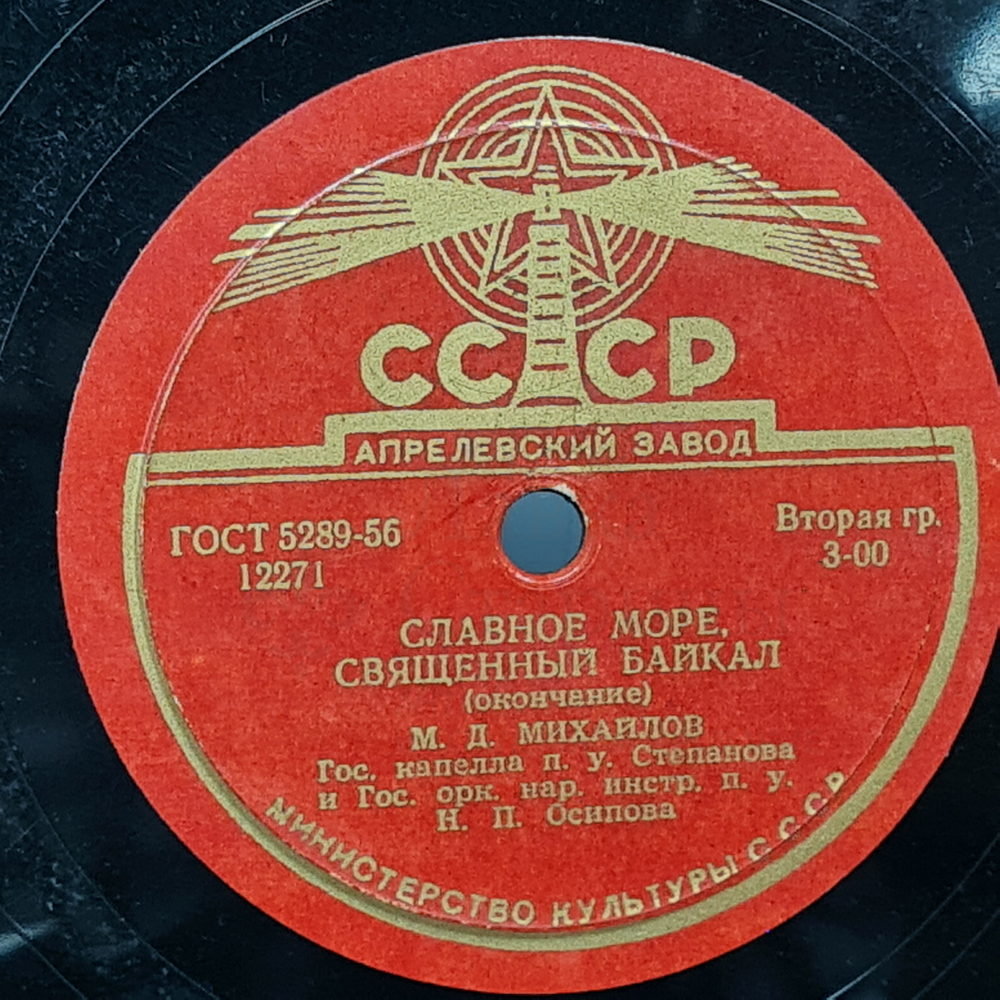 СССР
АПРЕЛЕВСКИЙ ЗАВОД
ГОСТ 5289-56
12271
Вторая гр.
3-00
СЛАВНОЕ МОРЕ,
СВЯЩЕННЫЙ БАЙКАЛ
(окончание)
М. Д. МИХАЙЛОВ
Гос. капелла п. у. Степанова
и Гос. орк. нар. инстр. п. у.
Н. П. Осипова
МИНИСТЕРСТВО КУЛЬТУРЫ СССР